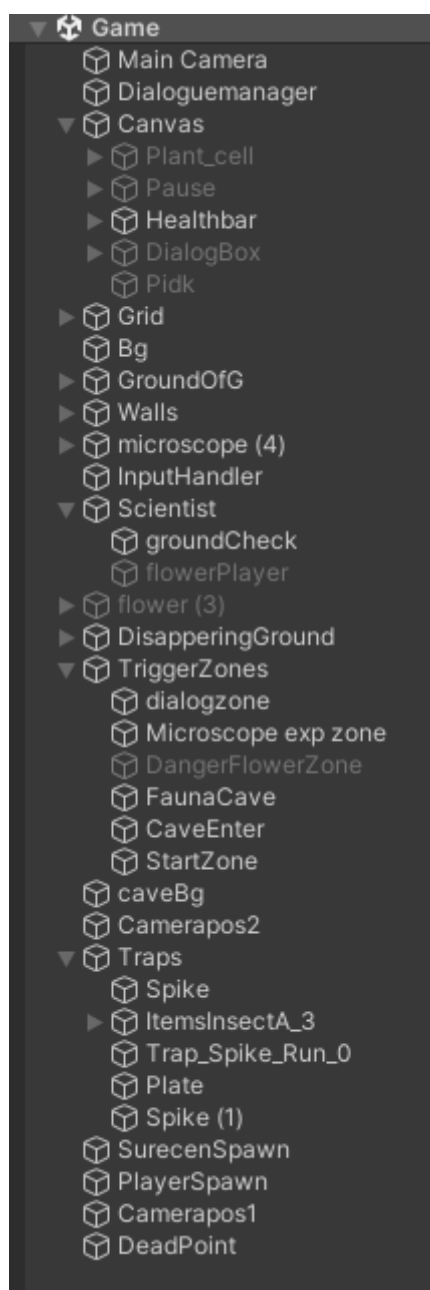 Game
Main Camera
Dialoguemanager
Canvas
Plant_cell
Pause
Healthbar
DialogBox
Pidk
Grid
Bg
GroundOfG
Walls
microscope (4)
InputHandler
Scientist
groundCheck
flowerPlayer
flower (3)
DisapperingGround
TriggerZones
dialogzone
Microscope exp zone
DangerFlowerZone
FaunaCave
CaveEnter
StartZone
caveBg
Camerapos2
Traps
Spike
ItemsInsectA_3
Trap_Spike_Run_0
Plate
Spike (1)
SurecenSpawn
PlayerSpawn
Camerapos1
DeadPoint